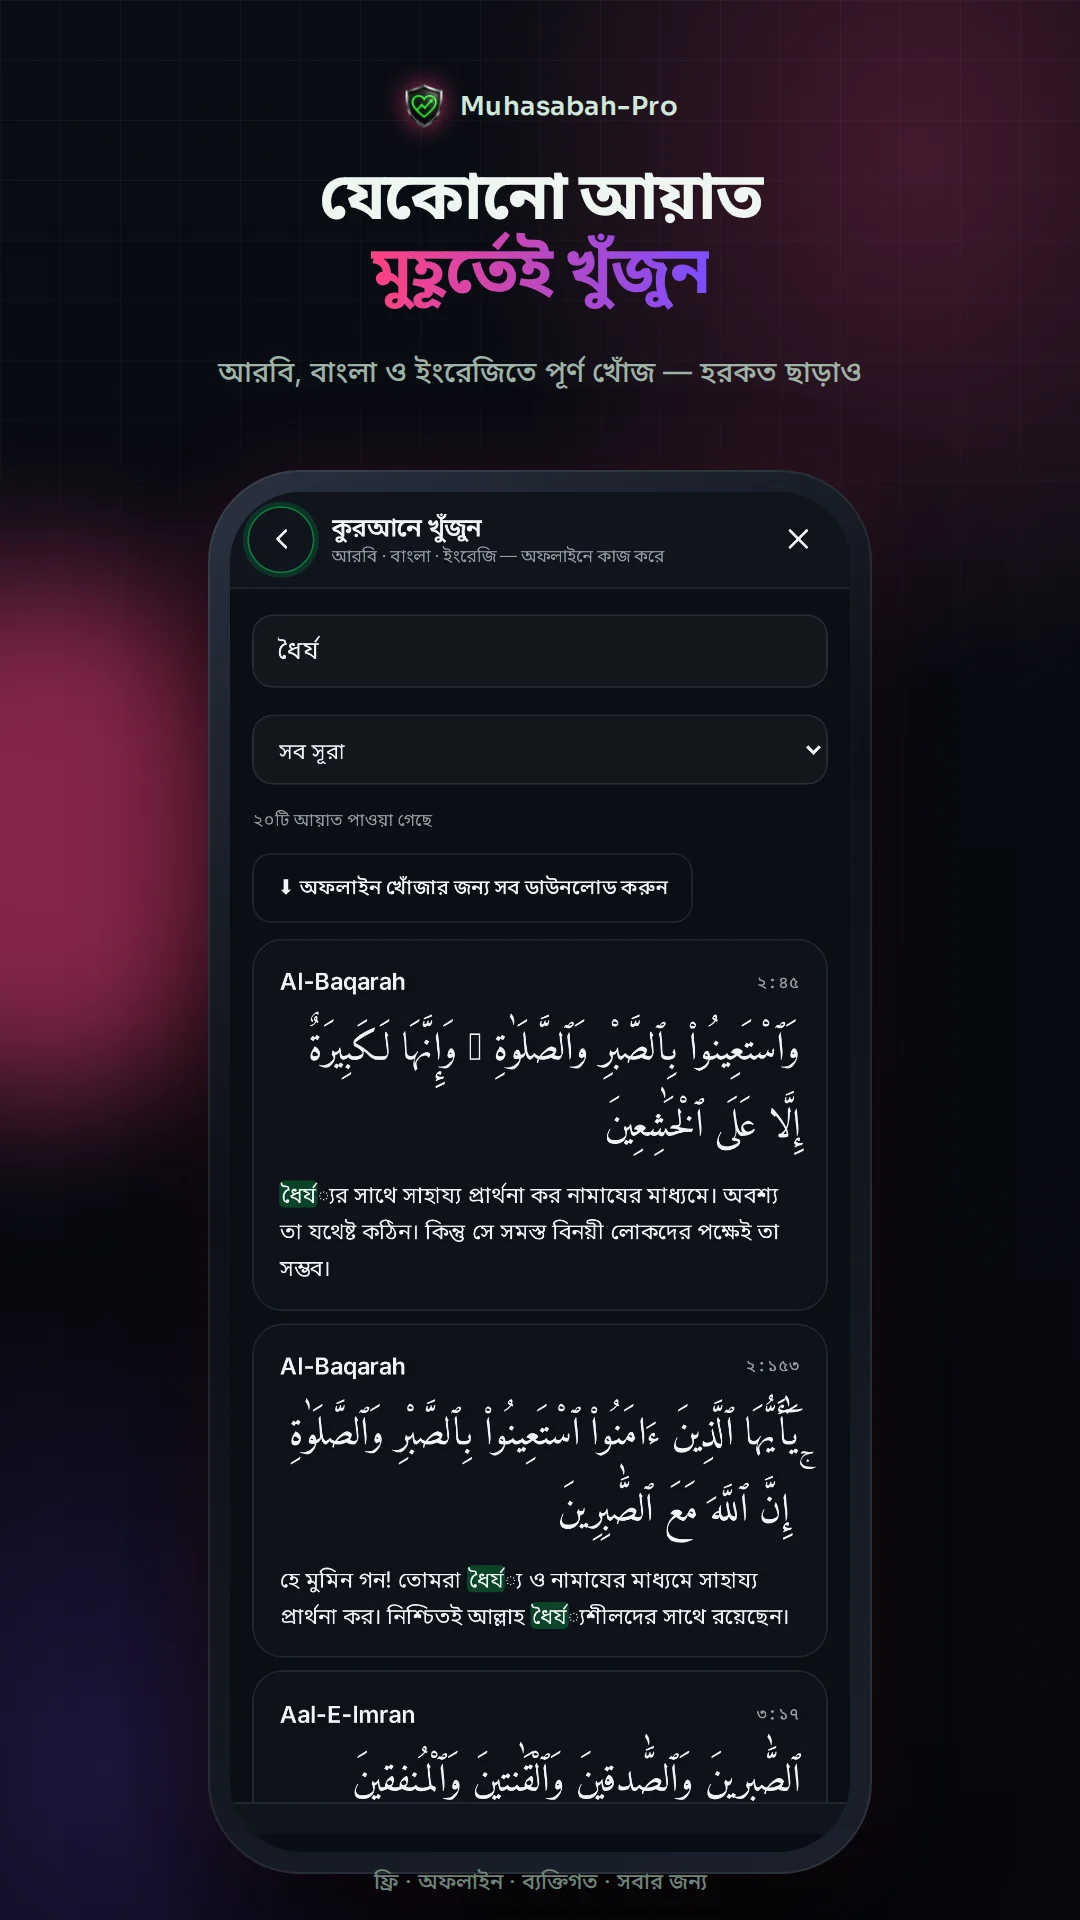 Muhasabah-Pro
যেকোনো আয়াত
মুহূর্তেই খুঁজুন
আরবি, বাংলা ও ইংরেজিতে পূর্ণ খোঁজ — হরকত ছাড়াও
কুরআনে খুঁজুন
আরবি · বাংলা · ইংরেজি — অফলাইনে কাজ করে
ধৈর্য
সব সূরা
২০টি আয়াত পাওয়া গেছে
⬇ অফলাইন খোঁজার জন্য সব ডাউনলোড করুন
Al-Baqarah
২:৪৫
وَٱسْتَعِينُوا۟ بِٱلصَّبْرِ وَٱلصَّلَوٰةِ ▯ وَإِنَّهَا لَكَبِيرَةٌ
إِلَّا عَلَى ٱلْخَـٰشِعِينَ
ধৈর্য্যর সাথে সাহায্য প্রার্থনা কর নামাযের মাধ্যমে। অবশ্য
তা যথেষ্ট কঠিন। কিন্তু সে সমস্ত বিনয়ী লোকদের পক্ষেই তা
সম্ভব।
Al-Baqarah
২:১৫৩
يَـٰٓأَيُّهَا ٱلَّذِينَ ءَامَنُوا۟ ٱسْتَعِينُوا۟ بِٱلصَّبْرِ وَٱلصَّلَوٰةِ
ۚ إِنَّ ٱللَّهَ مَعَ ٱلصَّـٰبِرِينَ
হে মুমিন গন! তোমরা ধৈর্য্য ও নামাযের মাধ্যমে সাহায্য
প্রার্থনা কর। নিশ্চিতই আল্লাহ ধৈর্য্যশীলদের সাথে রয়েছেন।
Aal-E-Imran
৩:১৭
ٱلصَّـٰبِرِينَ وَٱلصَّـٰدِقِينَ وَٱلْقَـٰنِتِينَ وَٱلْمُنفِقِينَ
ফ্রি · অফলাইন · ব্যক্তিগত · সবার জন্য